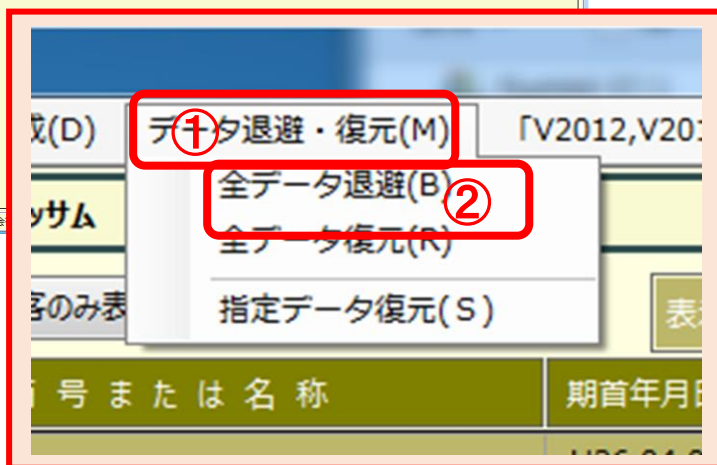 (D) データ退避・復元(M) 「V2012,V201
①
全データ退避(B)
②
ッサム
全データ復元(R)
客のみ表
指定データ復元(S)
表
号または名称 期首年月日